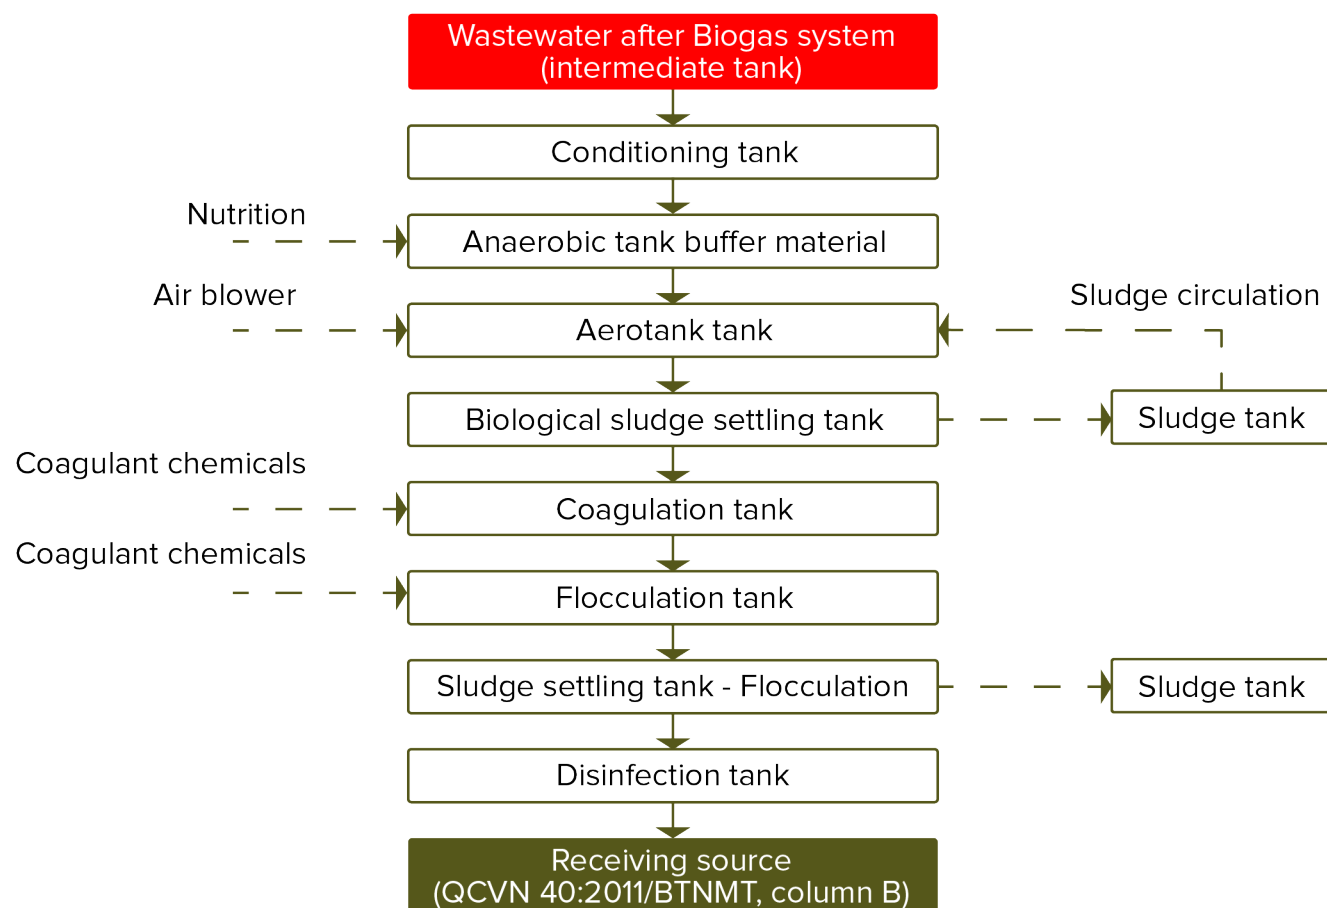 Wastewater after Biogas system
(intermediate tank)
Conditioning tank
Nutrition
Anaerobic tank buffer material
Air blower
Sludge circulation
Aerotank tank
Biological sludge settling tank
Sludge tank
Coagulant chemicals
Coagulation tank
Coagulant chemicals
Flocculation tank
Sludge settling tank - Flocculation
Sludge tank
Disinfection tank
Receiving source
(QCVN 40:2011/BTNMT, column B)